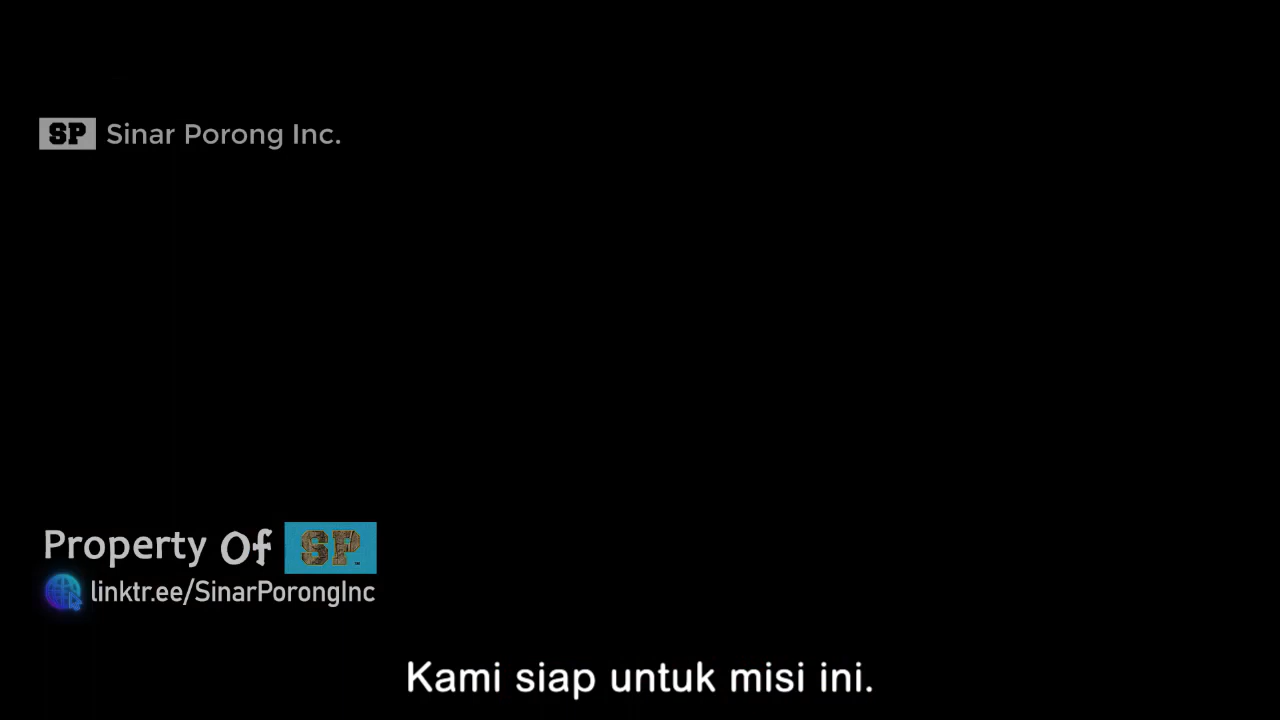 SP Sinar Porong Inc.
Property Of SP
linktr.ee/SinarPorongInc
Kami siap untuk misi ini.